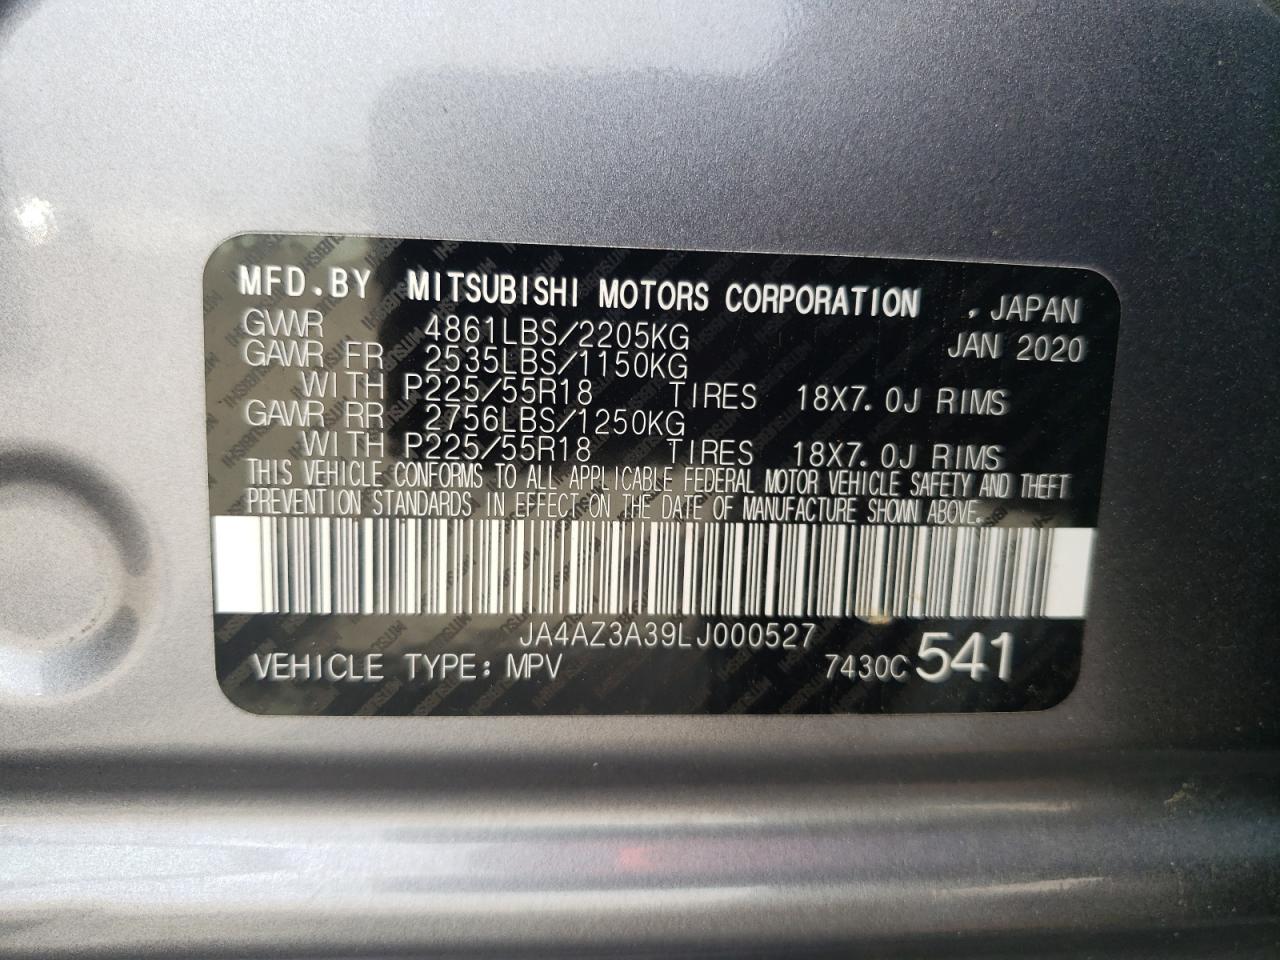 MFD.BY MITSUBISHI MOTORS CORPORATION , JAPAN
GVWR 4861LBS/2205KG JAN 2020
GAWR FR 2535LBS/1150KG
WITH P225/55R18 TIRES 18X7.0J RIMS
GAWR RR 2756LBS/1250KG
WITH P225/55R18 TIRES 18X7.0J RIMS
THIS VEHICLE CONFORMS TO ALL APPLICABLE FEDERAL MOTOR VEHICLE SAFETY AND THEFT
PREVENTION STANDARDS IN EFFECT ON THE DATE OF MANUFACTURE SHOWN ABOVE.
JA4AZ3A39LJ000527
VEHICLE TYPE: MPV 7430C 541